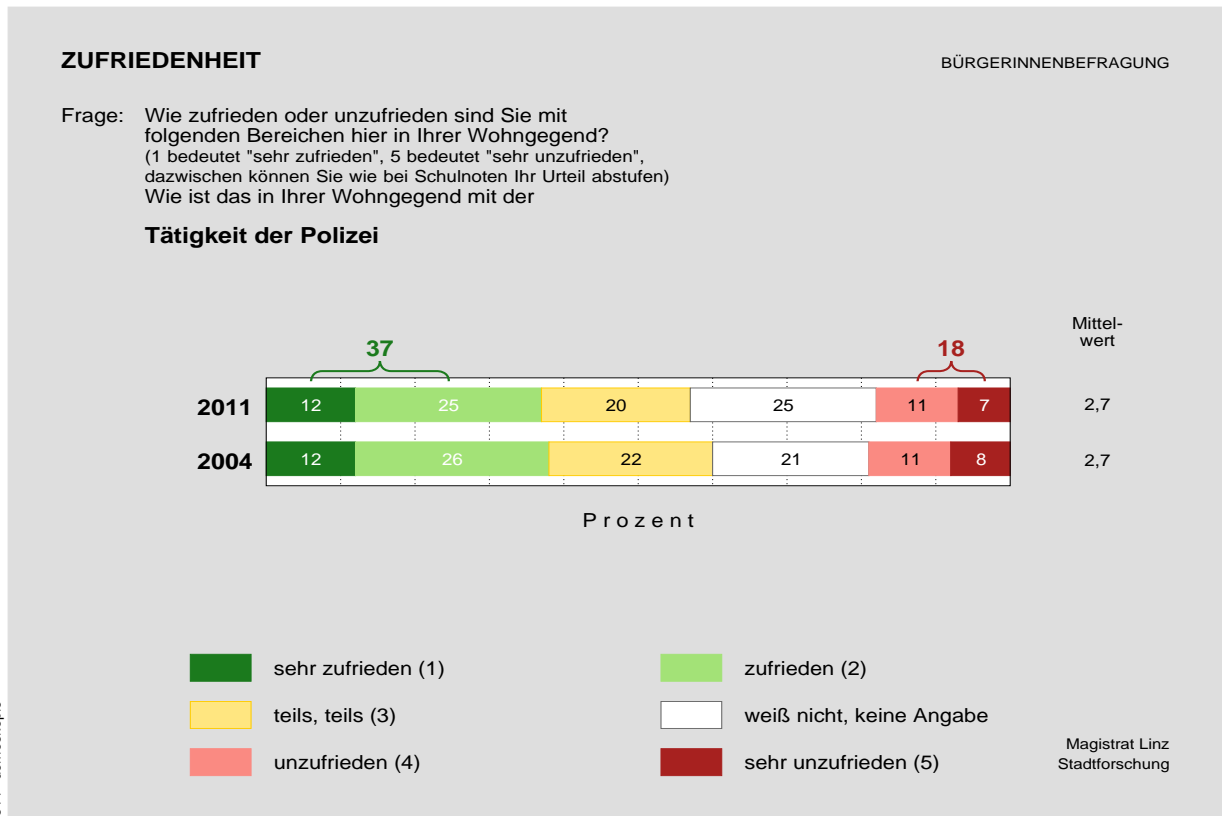 ZUFRIEDENHEIT
BÜRGERINNENBEFRAGUNG
Frage: Wie zufrieden oder unzufrieden sind Sie mit
folgenden Bereichen hier in Ihrer Wohngegend?
(1 bedeutet "sehr zufrieden", 5 bedeutet "sehr unzufrieden",
dazwischen können Sie wie bei Schulnoten Ihr Urteil abstufen)
Wie ist das in Ihrer Wohngegend mit der
Tätigkeit der Polizei
Mittel-
wert
37 18
2011 12 25 20 25 11 7 2,7
2004 12 26 22 21 11 8 2,7
Prozent
sehr zufrieden (1) zufrieden (2)
teils, teils (3) weiß nicht, keine Angabe
unzufrieden (4) sehr unzufrieden (5)
Magistrat Linz
Stadtforschung